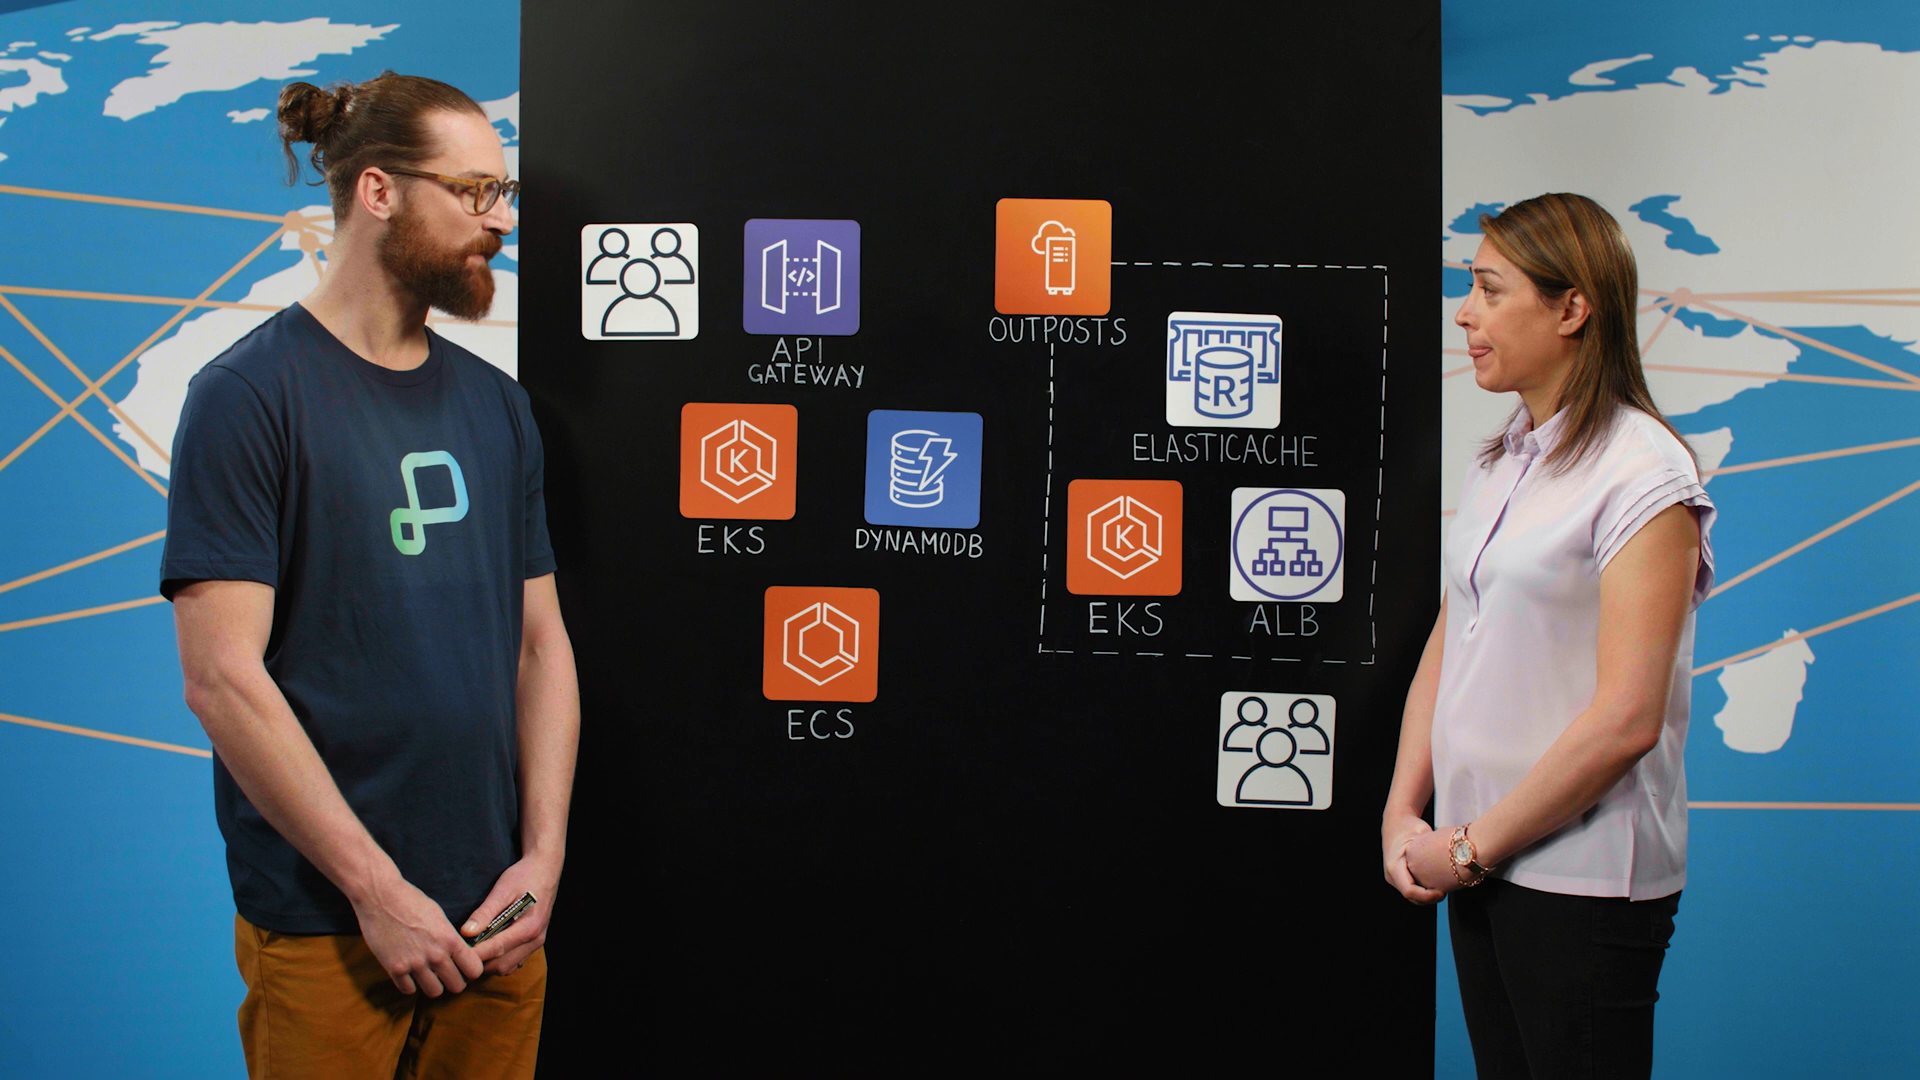 API
GATEWAY
OUTPOSTS
R
ELASTICACHE
K
EKS
DYNAMODB
K
EKS
ALB
ECS